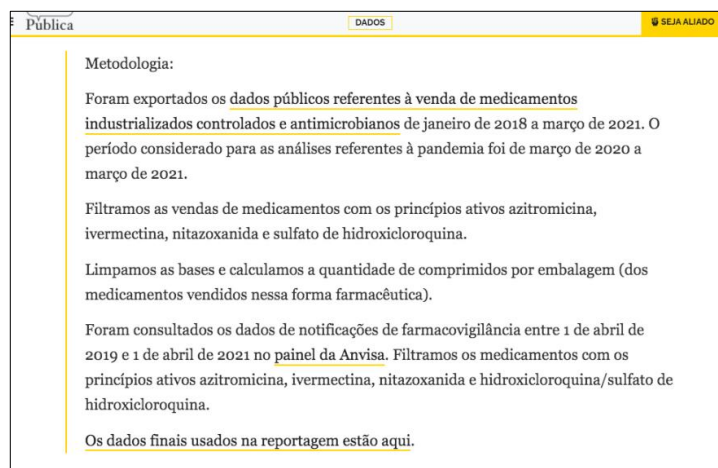 Pública
DADOS
SEJA ALIADO
Metodologia:
Foram exportados os dados públicos referentes à venda de medicamentos
industrializados controlados e antimicrobianos de janeiro de 2018 a março de 2021. O
período considerado para as análises referentes à pandemia foi de março de 2020 a
março de 2021.
Filtramos as vendas de medicamentos com os princípios ativos azitromicina,
ivermectina, nitazoxanida e sulfato de hidroxicloroquina.
Limpamos as bases e calculamos a quantidade de comprimidos por embalagem (dos
medicamentos vendidos nessa forma farmacêutica).
Foram consultados os dados de notificações de farmacovigilância entre 1 de abril de
2019 e 1 de abril de 2021 no painel da Anvisa. Filtramos os medicamentos com os
princípios ativos azitromicina, ivermectina, nitazoxanida e hidroxicloroquina/sulfato de
hidroxicloroquina.
Os dados finais usados na reportagem estão aqui.